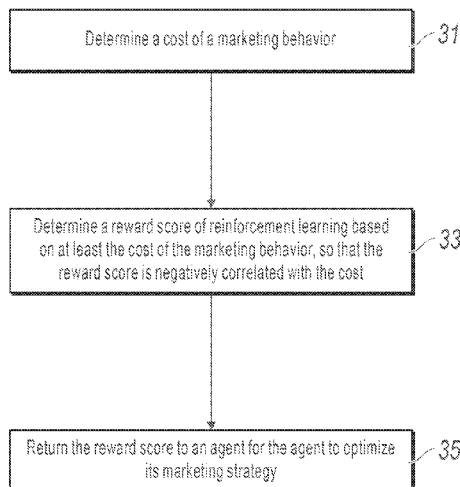 Determine a cost of a marketing behavior
31
Determine a reward score of reinforcement learning based
on at least the cost of the marketing behavior, so that the
reward score is negatively correlated with the cost
33
Return the reward score to an agent for the agent to optimize
its marketing strategy
35